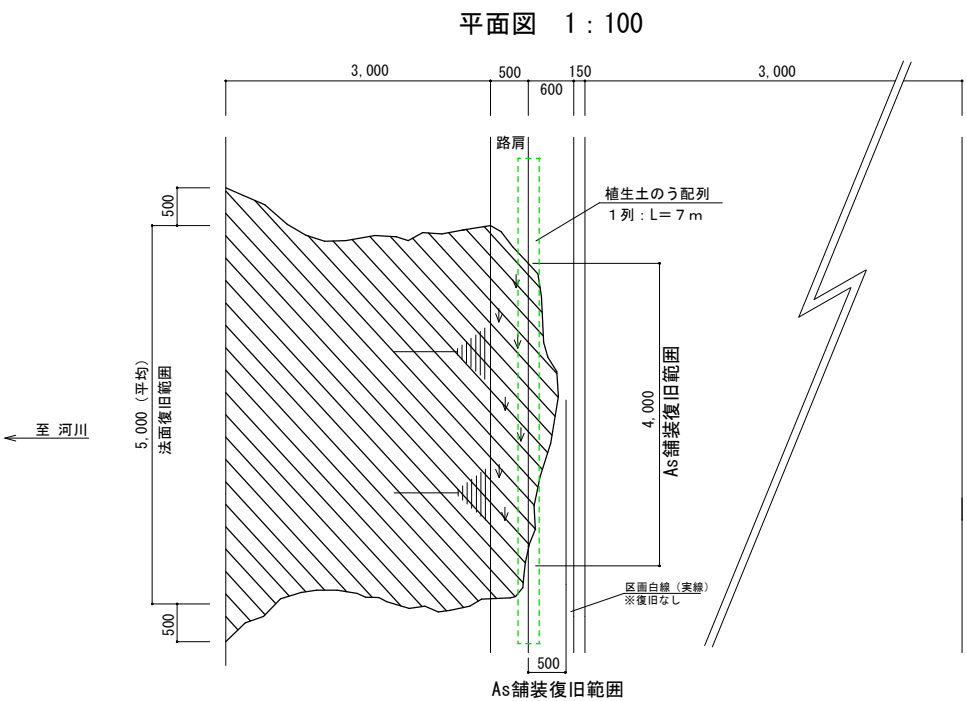 平面図 1:100
3,000
500
150
3,000
600
路肩
植生土のう配列
1列:L=7m
500
5,000(平均)
法面復旧範囲
4,000
As舗装復旧範囲
至 河川
区画白線(実線)
※復旧なし
500
500
As舗装復旧範囲